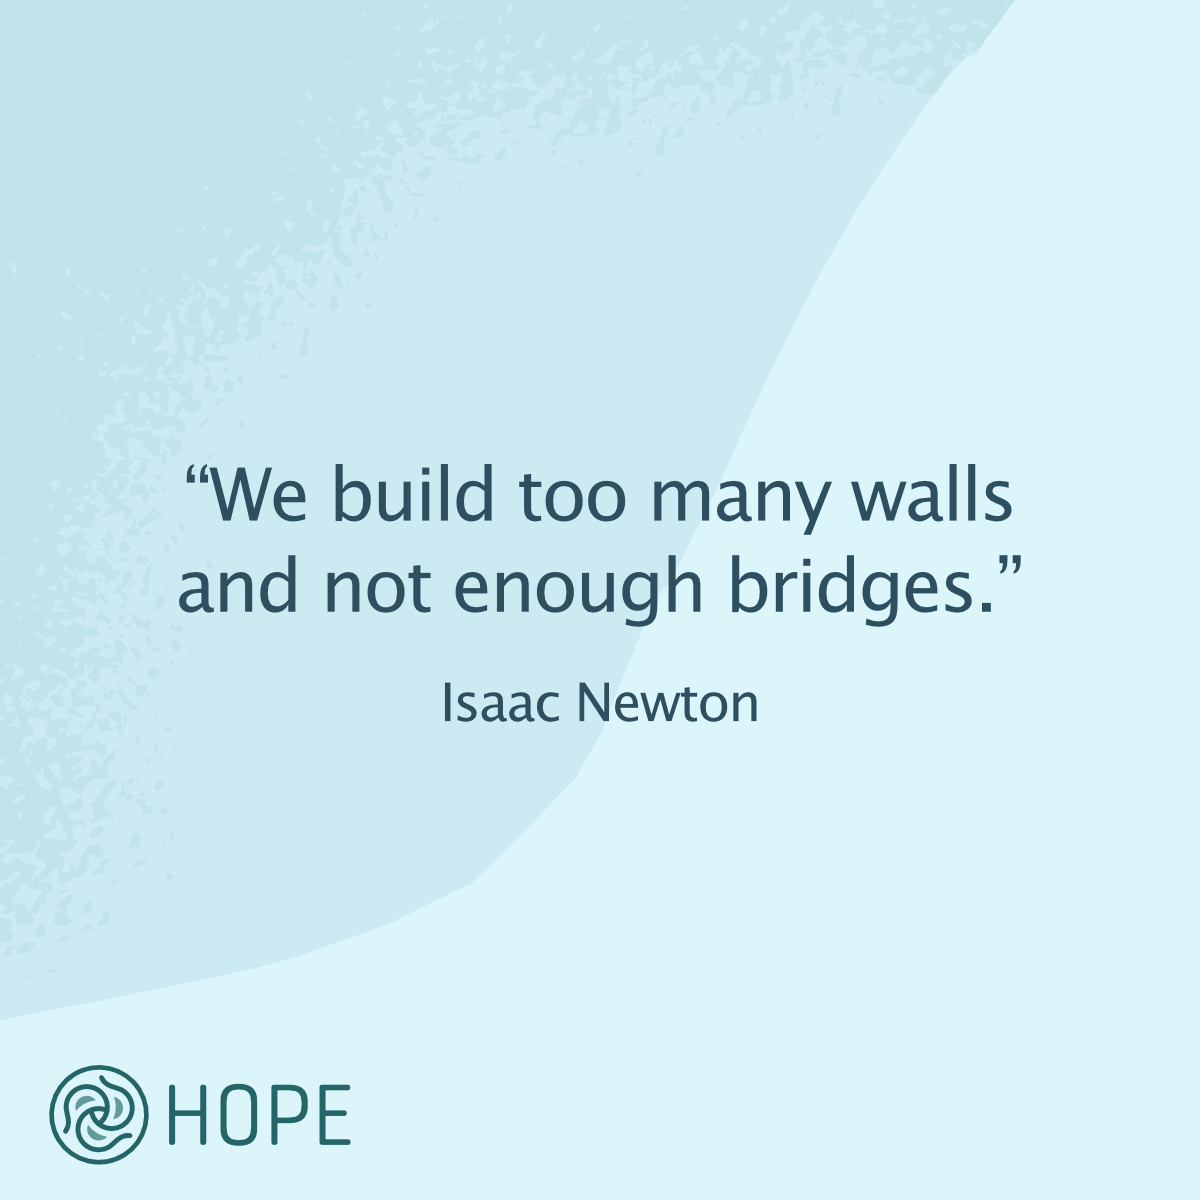 “We build too many walls
and not enough bridges.”
Isaac Newton
HOPE